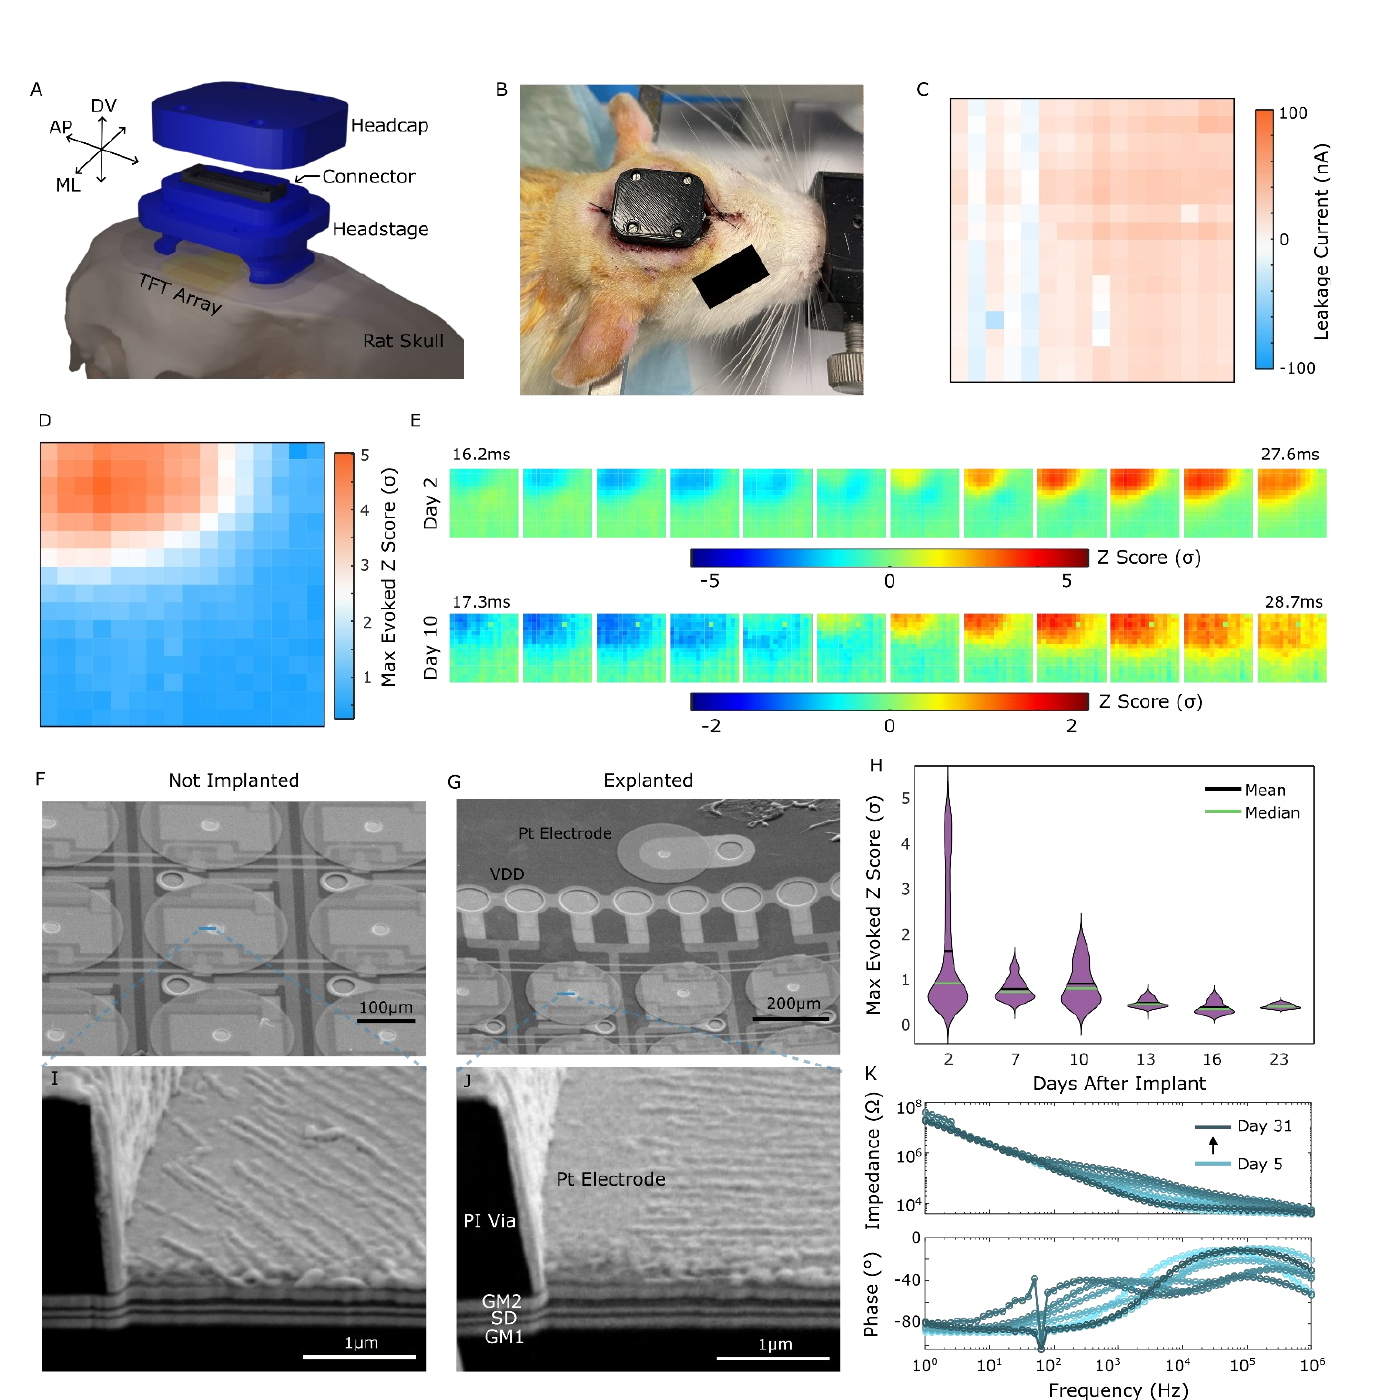 A
DV
AP
ML
Headcap
Connector
Headstage
TFT Array
Rat Skull
B
C
100
0
-100
Leakage Current (nA)
D
5
4
3
2
1
Max Evoked Z Score (σ)
E
16.2ms
27.6ms
Day 2
-5
0
5
Z Score (σ)
17.3ms
28.7ms
Day 10
-2
0
2
Z Score (σ)
F
Not Implanted
100μm
G
Explanted
Pt Electrode
VDD
200μm
H
Mean
Median
5
4
3
2
1
0
Max Evoked Z Score (σ)
2 7 10 13 16 23
Days After Implant
I
1μm
J
Pt Electrode
PI Via
GM2
SD
GM1
1μm
K
10⁸
10⁶
10⁴
Impedance (Ω)
Day 31
Day 5
0
-40
-80
Phase (°)
10⁰ 10¹ 10² 10³ 10⁴ 10⁵ 10⁶
Frequency (Hz)